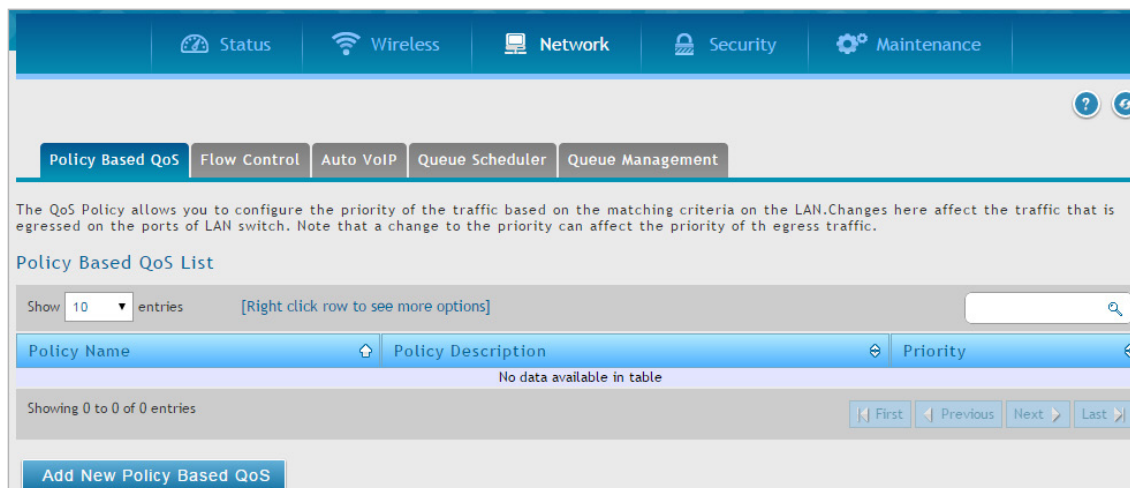 Status Wireless Network Security Maintenance
?
Policy Based QoS Flow Control Auto VoIP Queue Scheduler Queue Management
The QoS Policy allows you to configure the priority of the traffic based on the matching criteria on the LAN.Changes here affect the traffic that is
egressed on the ports of LAN switch. Note that a change to the priority can affect the priority of th egress traffic.
Policy Based QoS List
Show 10 entries [Right click row to see more options]
Policy Name Policy Description Priority
No data available in table
Showing 0 to 0 of 0 entries First Previous Next Last
Add New Policy Based QoS